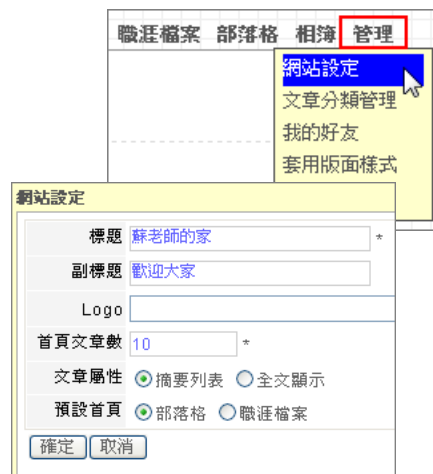 職涯檔案 部落格 相簿 管理
網站設定
文章分類管理
我的好友
套用版面樣式
網站設定
標題 蘇老師的家 *
副標題 歡迎大家
Logo
首頁文章數 10 *
文章屬性 摘要列表 全文顯示
預設首頁 部落格 職涯檔案
確定 取消